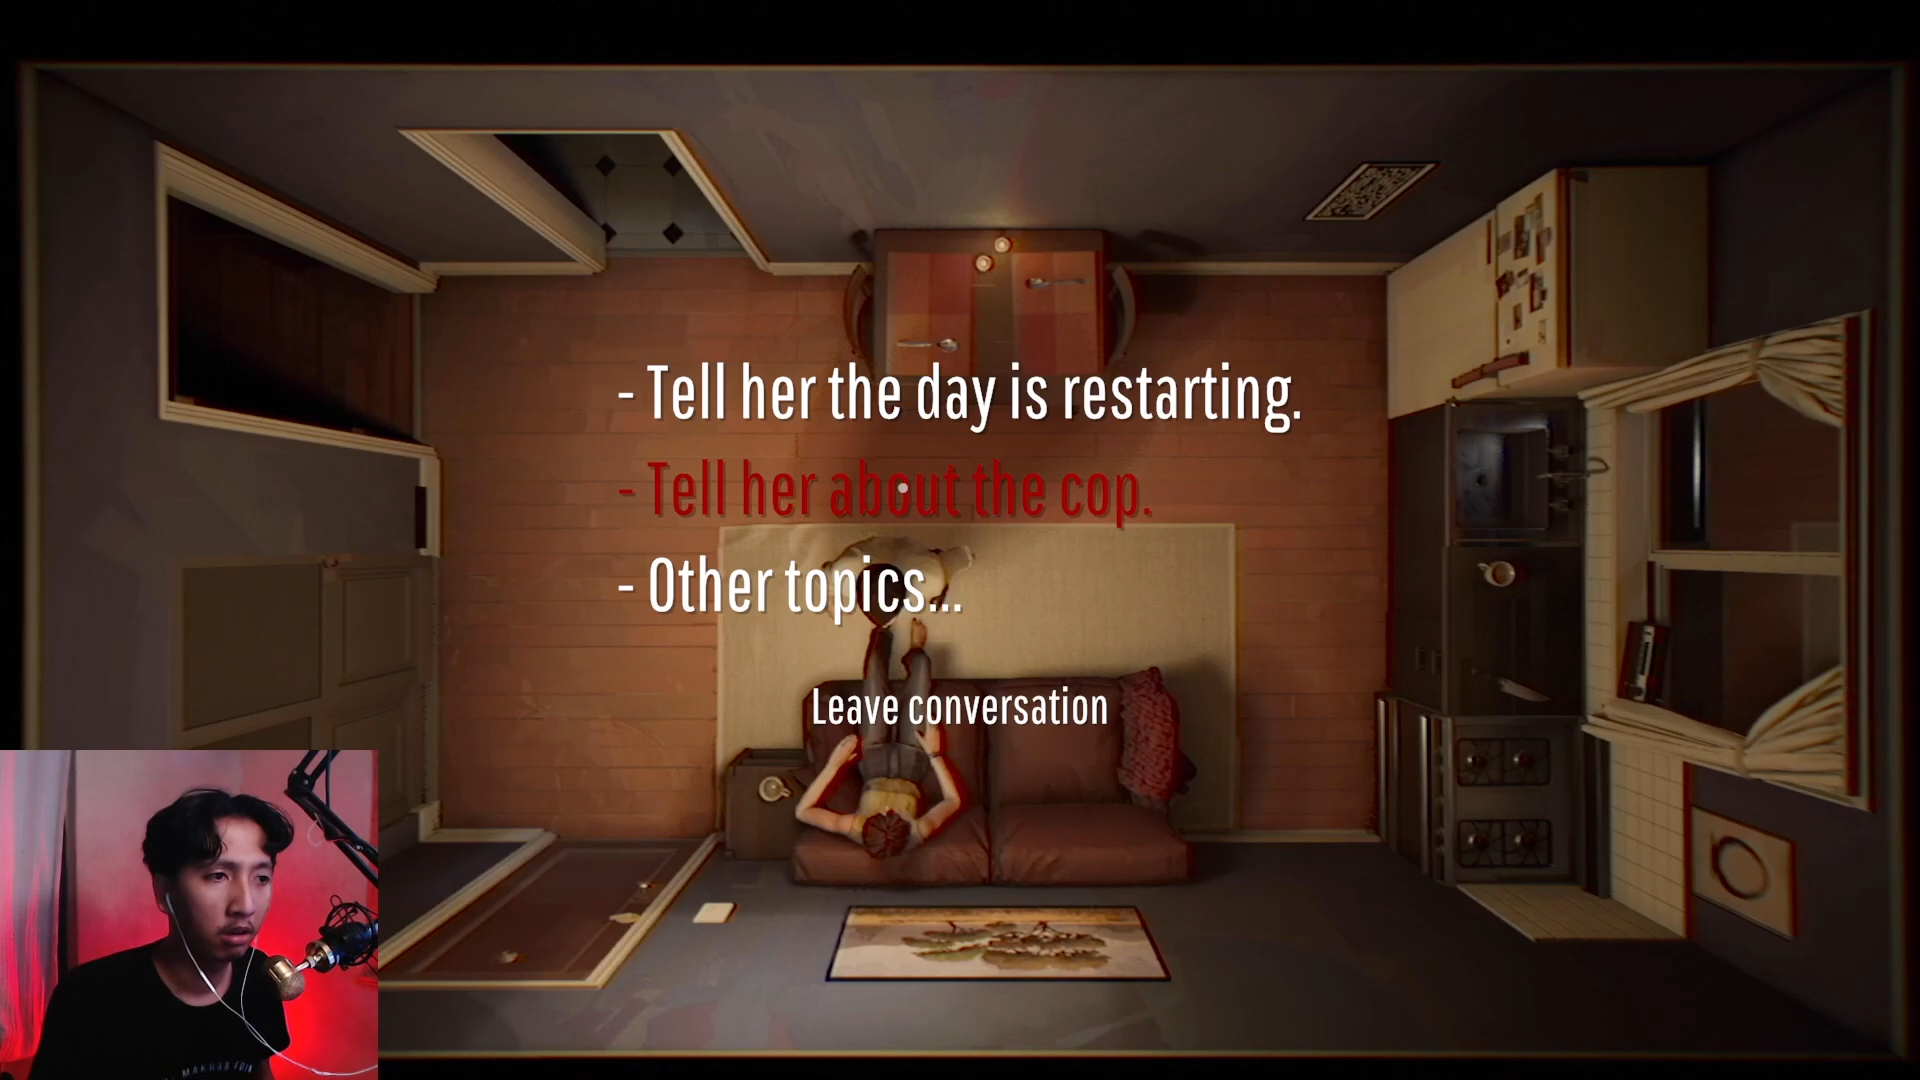 - Tell her the day is restarting.
- Tell her about the cop.
- Other topics...
Leave conversation